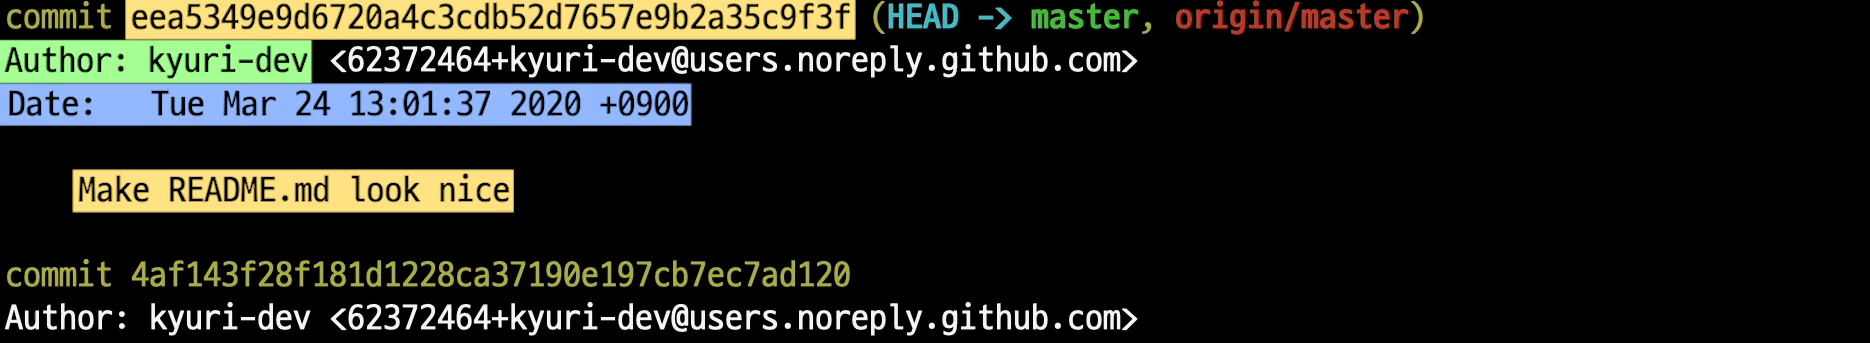 commit eea5349e9d6720a4c3cdb52d7657e9b2a35c9f3f (HEAD -> master, origin/master)
Author: kyuri-dev <62372464+kyuri-dev@users.noreply.github.com>
Date:   Tue Mar 24 13:01:37 2020 +0900
Make README.md look nice
commit 4af143f28f181d1228ca37190e197cb7ec7ad120
Author: kyuri-dev <62372464+kyuri-dev@users.noreply.github.com>